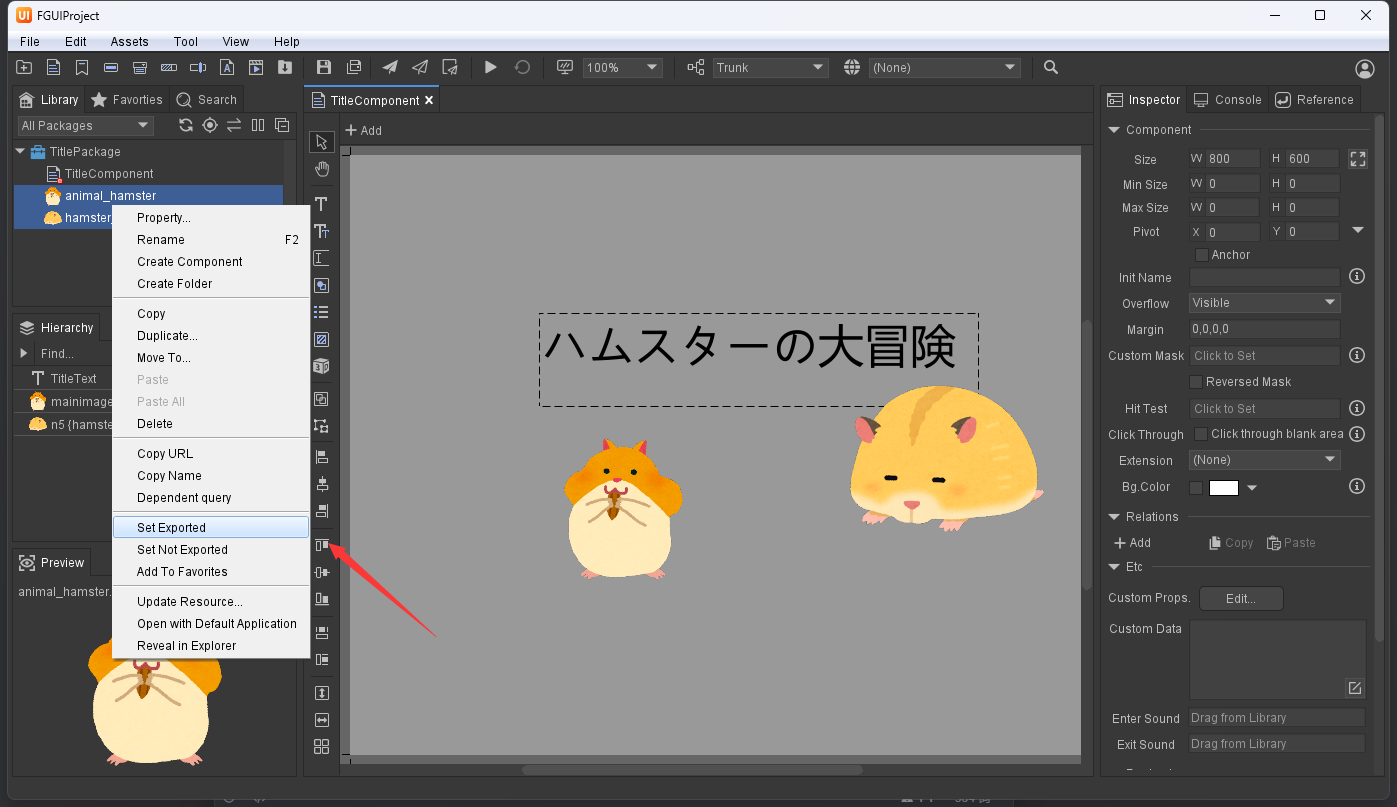 UI FGUIProject
File Edit Assets Tool View Help
100% Trunk (None)
Library Favorties Search
TitleComponent
Inspector Console Reference
All Packages
Add
TitlePackage
TitleComponent
animal_hamster
hamster
Property...
Rename F2
Create Component
Create Folder
Copy
Duplicate...
Move To...
Paste
Paste All
Delete
Copy URL
Copy Name
Dependent query
Set Exported
Set Not Exported
Add To Favorites
Update Resource...
Open with Default Application
Reveal in Explorer
Hierarchy
Find...
TitleText
mainimage
n5 {hamste
Preview
animal_hamster.
ハムスターの大冒険
Component
Size W 800 H 600
Min Size W 0 H 0
Max Size W 0 H 0
Pivot X 0 Y 0
Anchor
Init Name
Overflow Visible
Margin 0,0,0,0
Custom Mask Click to Set
Reversed Mask
Hit Test Click to Set
Click Through Click through blank area
Extension (None)
Bg.Color
Relations
Add Copy Paste
Etc
Custom Props. Edit...
Custom Data
Enter Sound Drag from Library
Exit Sound Drag from Library